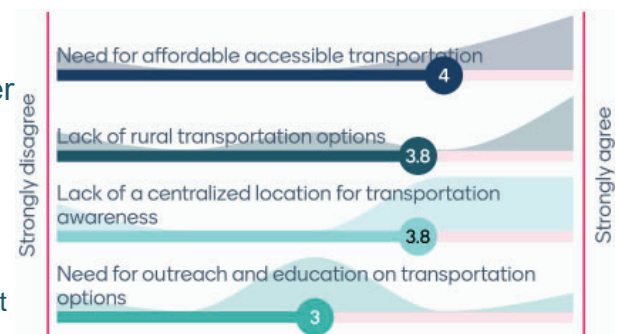 Need for affordable accessible transportation
4
er
Strongly disagree
Strongly agree
Lack of rural transportation options
3.8
Lack of a centralized location for transportation
awareness
3.8
Need for outreach and education on transportation
options
t
3